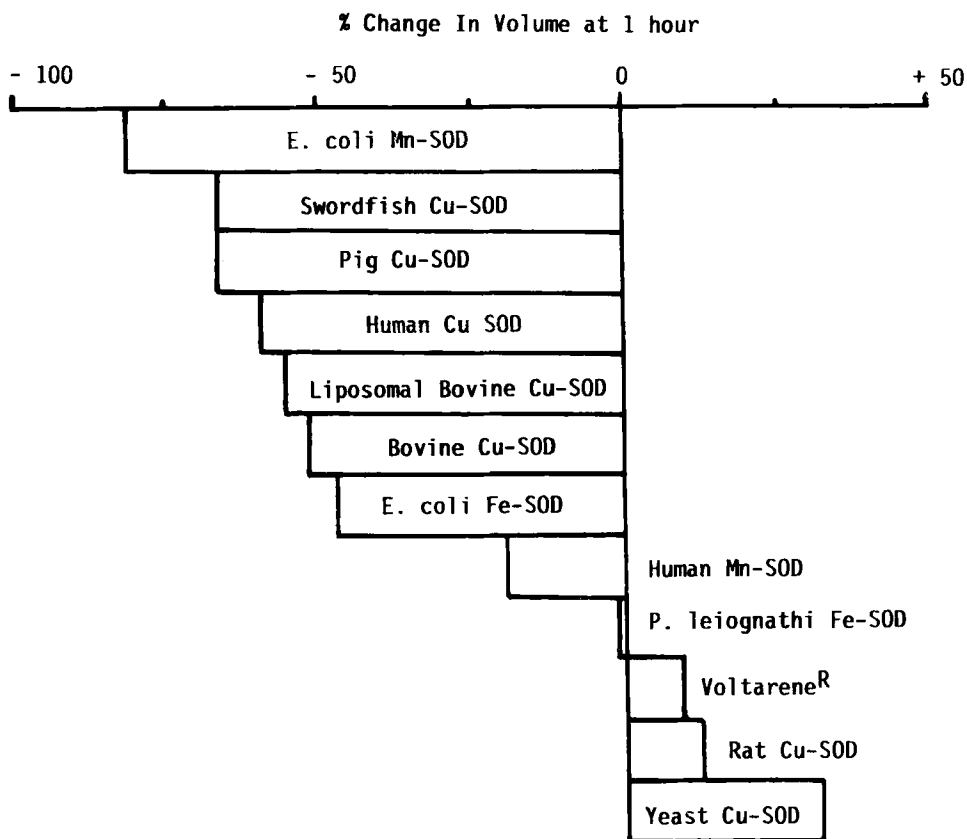 % Change In Volume at 1 hour
- 100 - 50 0 + 50
E. coli Mn-SOD
Swordfish Cu-SOD
Pig Cu-SOD
Human Cu SOD
Liposomal Bovine Cu-SOD
Bovine Cu-SOD
E. coli Fe-SOD
Human Mn-SOD
P. leiognathi Fe-SOD
Voltarene^R
Rat Cu-SOD
Yeast Cu-SOD